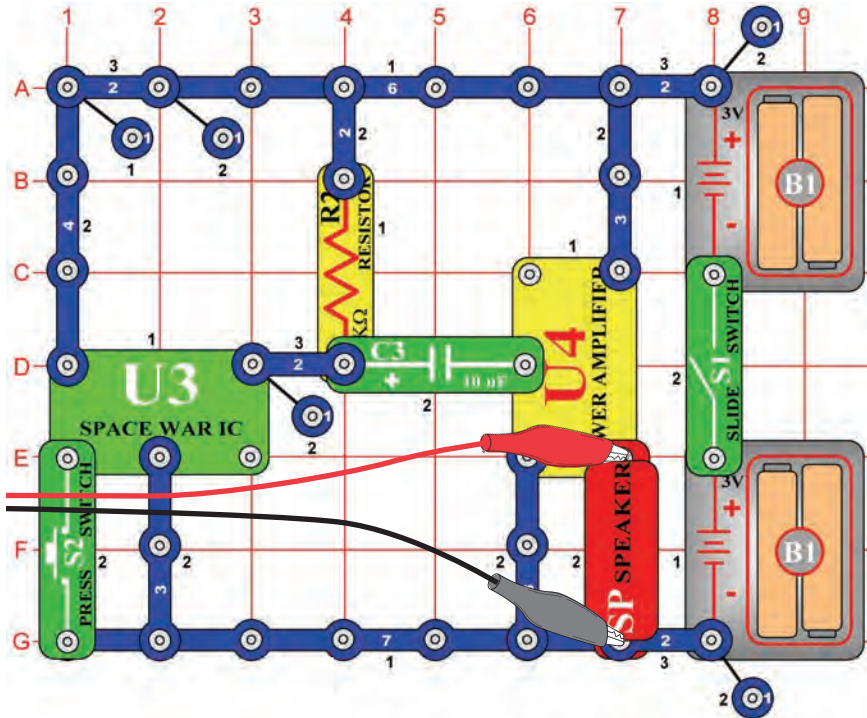 1 2 3 4 5 6 7 8 9
2
3 1 3
A 2 6 2
1 1 2 2 2
1 2
3V
+
B1
B
R2
RESISTOR
4 2 1 3 1
-
C
1 1
KΩ
U4
WER AMPLIFIER
S1
SLIDE SWITCH
3
D 2 C3
+ 10 uF
2
2
U3
SPACE WAR IC
1
2
E
3V
+
B1
S2
PRESS SWITCH
F 2 2 2 2 1
3
SP SPEAKER
-
G 7 2
1 3
2 1